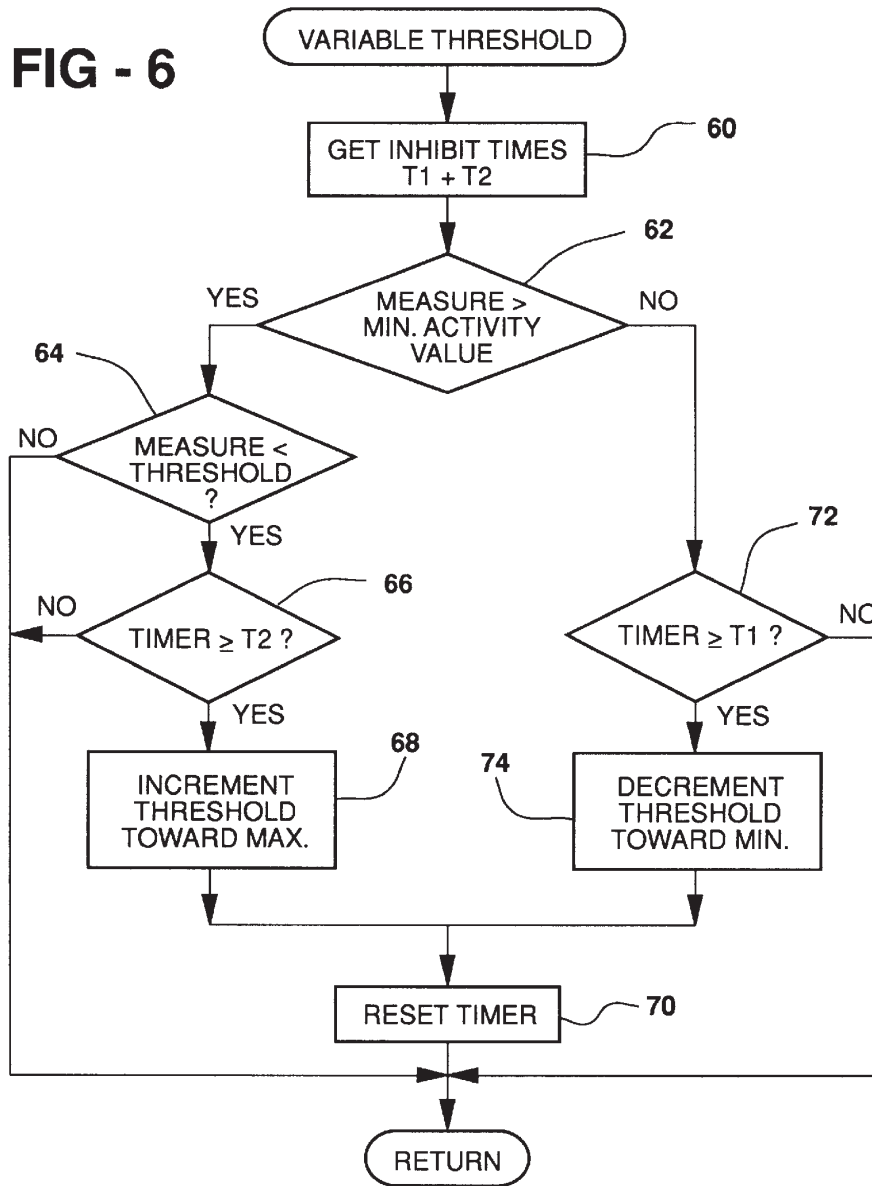 FIG - 6
VARIABLE THRESHOLD
60
GET INHIBIT TIMES
T1 + T2
62
YES
MEASURE >
MIN. ACTIVITY
VALUE
NO
64
NO
MEASURE <
THRESHOLD
?
YES
72
66
NO
TIMER ≥ T2 ?
TIMER ≥ T1 ?
NO
YES
YES
68
74
INCREMENT
THRESHOLD
TOWARD MAX.
DECREMENT
THRESHOLD
TOWARD MIN.
RESET TIMER
70
RETURN